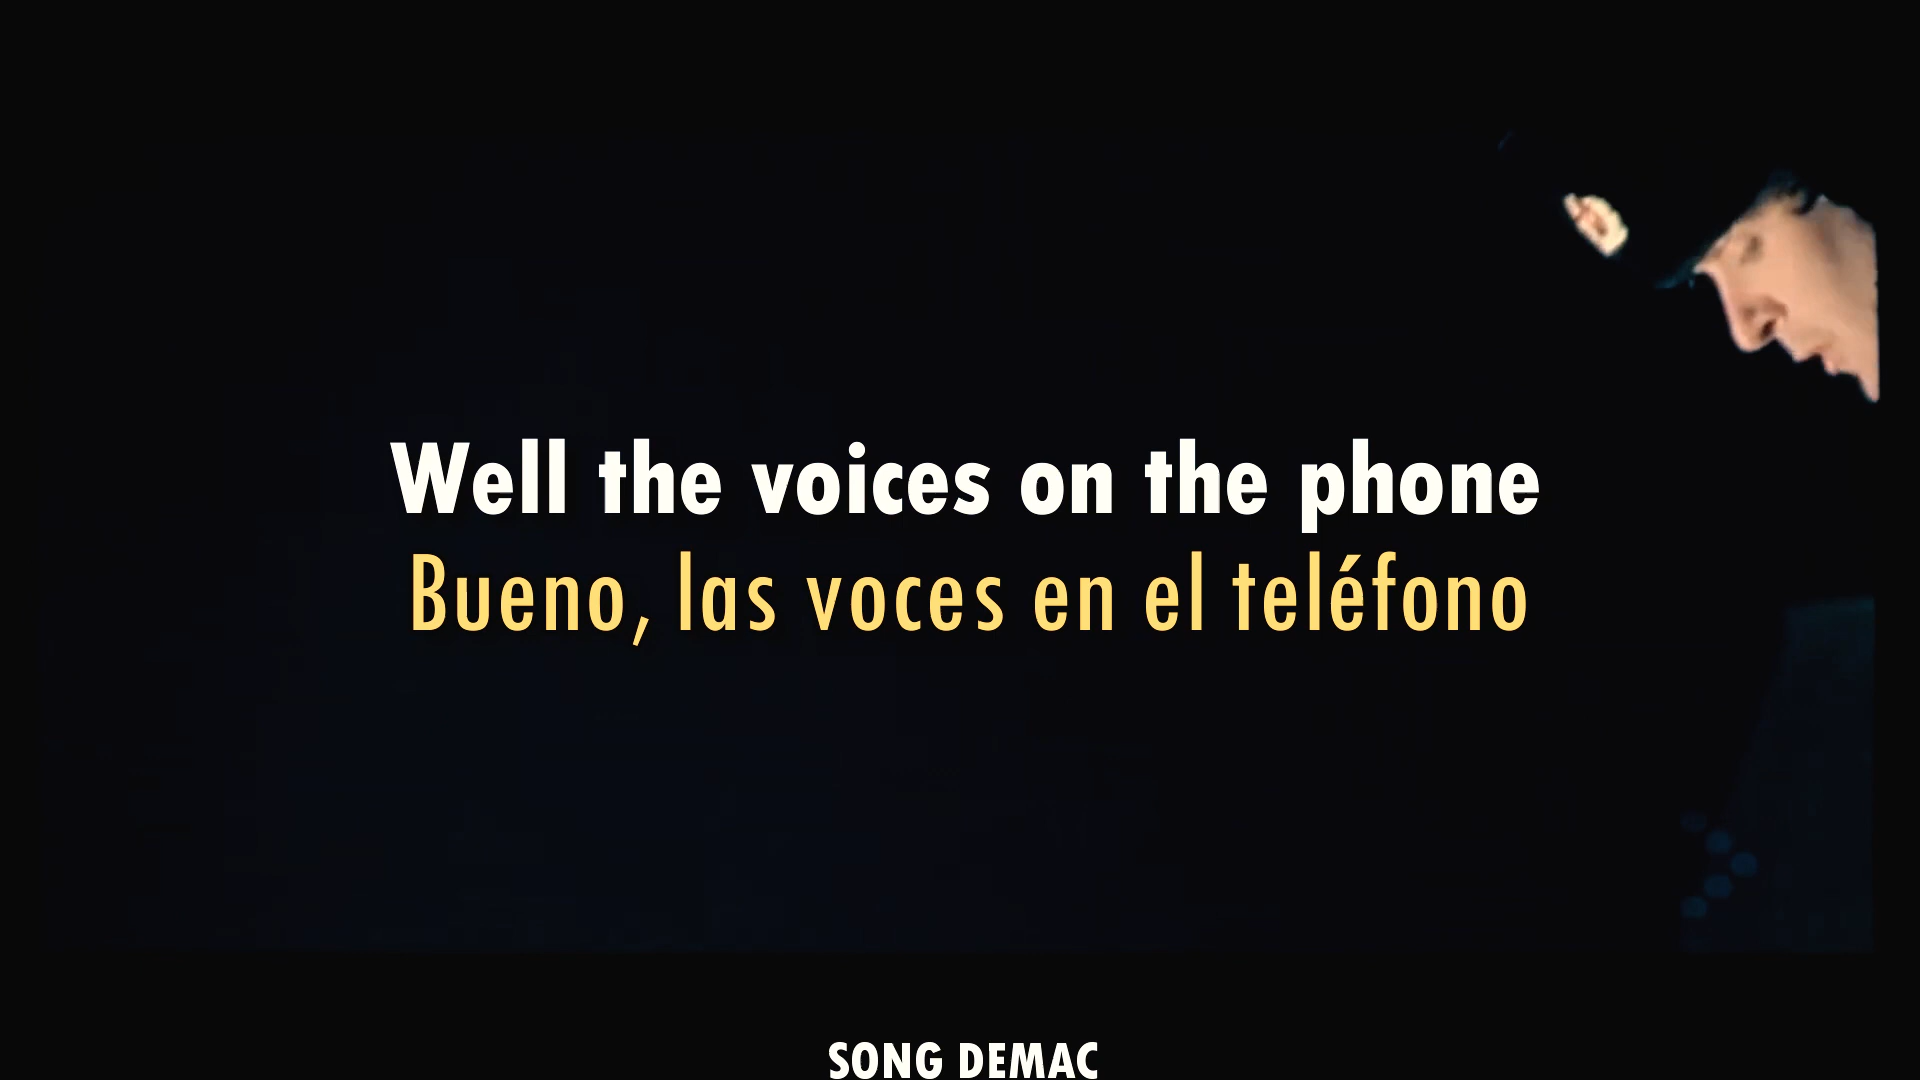 Well the voices on the phone
Bueno, las voces en el teléfono
SONG DEMAC